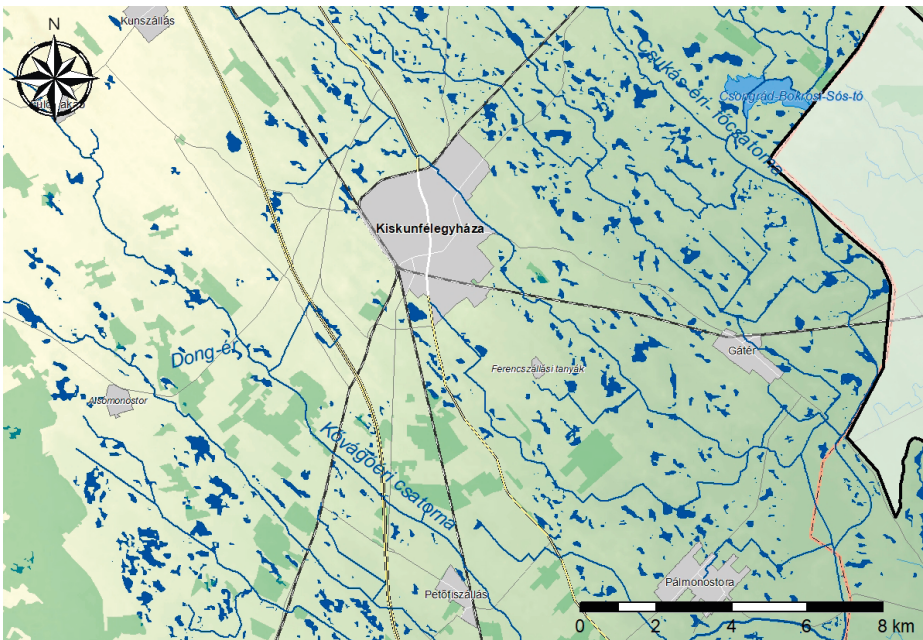 Kunszállás
N
Csukás-éri-főcsatorna
Csongrád-Bokrosi-Sós-tó
Kiskunfélegyháza
Dong-ér
Gátér
Ferencszállási tanyák
Alsómonostor
Kővágóéri csatorna
Pálmonostora
Petőfiszállás
0 2 4 6 8 km